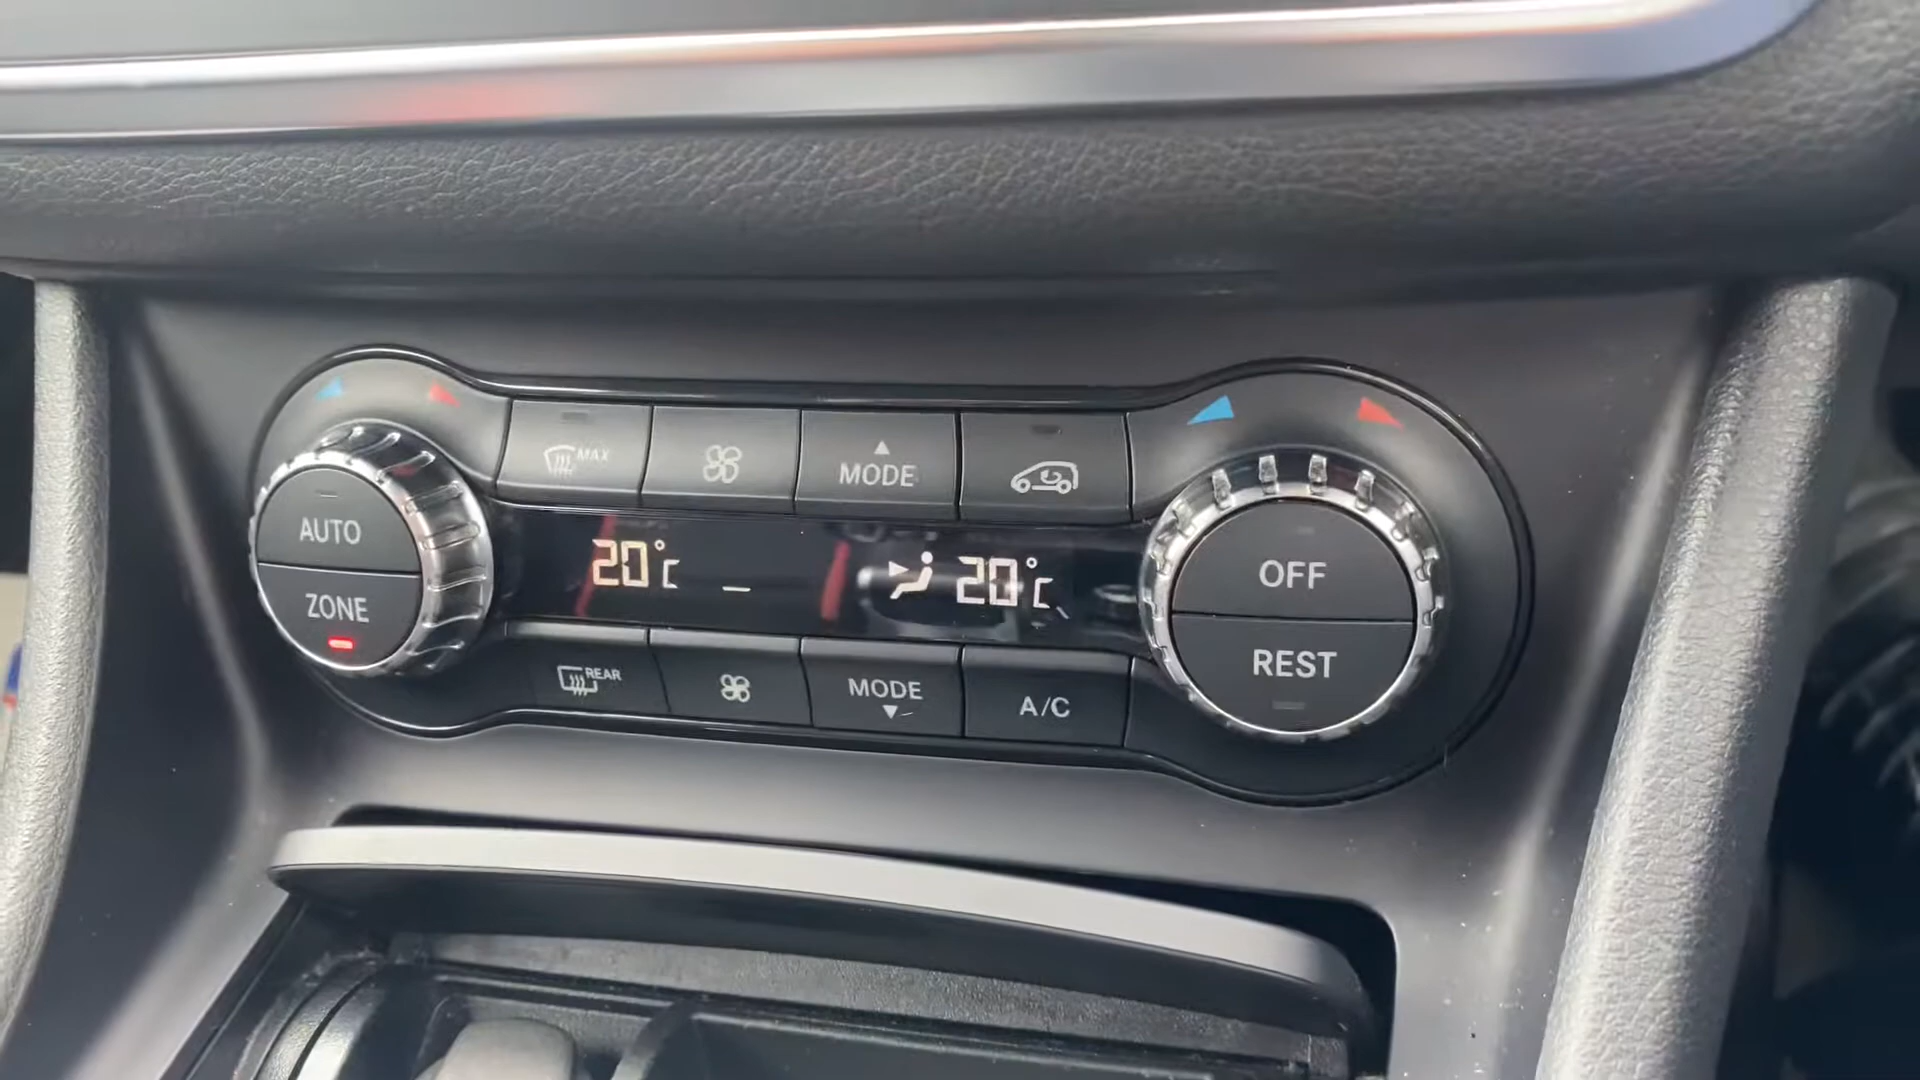 MAX
MODE
AUTO
ZONE
20°C
20°C
OFF
REST
REAR
MODE
A/C